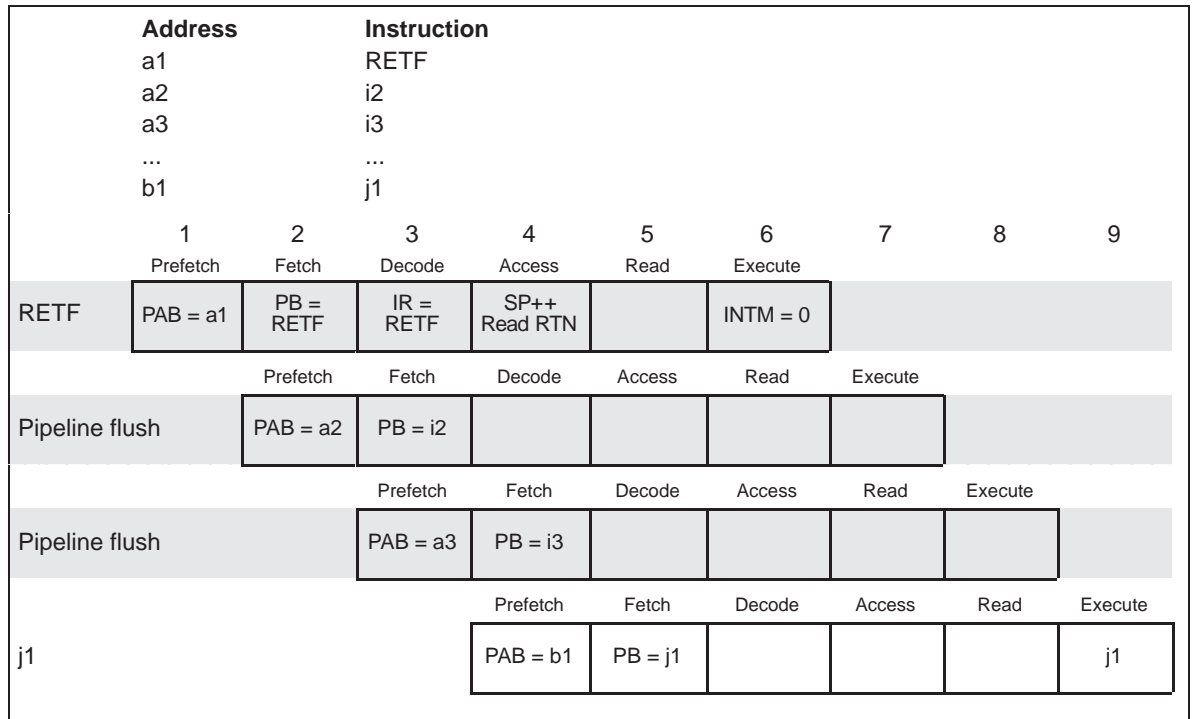 Address Instruction
a1 RETF
a2 i2
a3 i3
... ...
b1 j1
1 2 3 4 5 6 7 8 9
Prefetch Fetch Decode Access Read Execute
RETF PAB = a1 PB = RETF IR = RETF SP++ Read RTN INTM = 0
Prefetch Fetch Decode Access Read Execute
Pipeline flush PAB = a2 PB = i2
Prefetch Fetch Decode Access Read Execute
Pipeline flush PAB = a3 PB = i3
Prefetch Fetch Decode Access Read Execute
j1 PAB = b1 PB = j1 j1